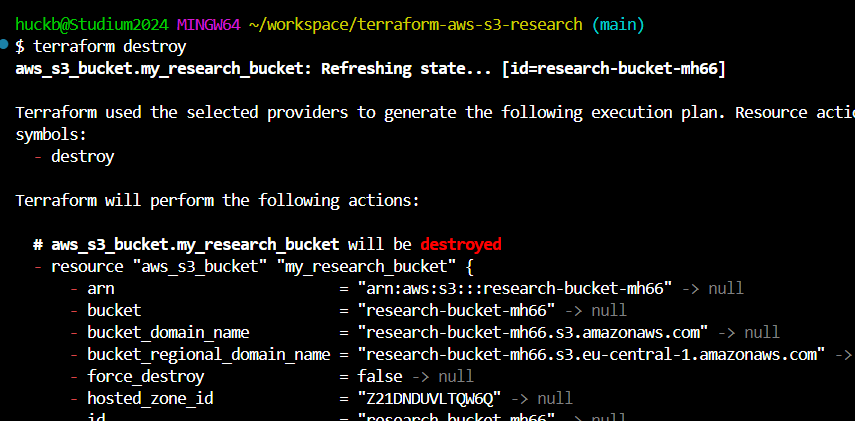 huckb@Studium2024 MINGW64 ~/workspace/terraform-aws-s3-research (main)
$ terraform destroy
aws_s3_bucket.my_research_bucket: Refreshing state... [id=research-bucket-mh66]
Terraform used the selected providers to generate the following execution plan. Resource
symbols:
- destroy
Terraform will perform the following actions:
# aws_s3_bucket.my_research_bucket will be destroyed
- resource "aws_s3_bucket" "my_research_bucket" {
- arn = "arn:aws:s3:::research-bucket-mh66" -> null
- bucket = "research-bucket-mh66" -> null
- bucket_domain_name = "research-bucket-mh66.s3.amazonaws.com" -> null
- bucket_regional_domain_name = "research-bucket-mh66.s3.eu-central-1.amazonaws.com" ->
- force_destroy = false -> null
- hosted_zone_id = "Z21DNDUVLTQW6Q" -> null
- id = "research-bucket-mh66" -> null